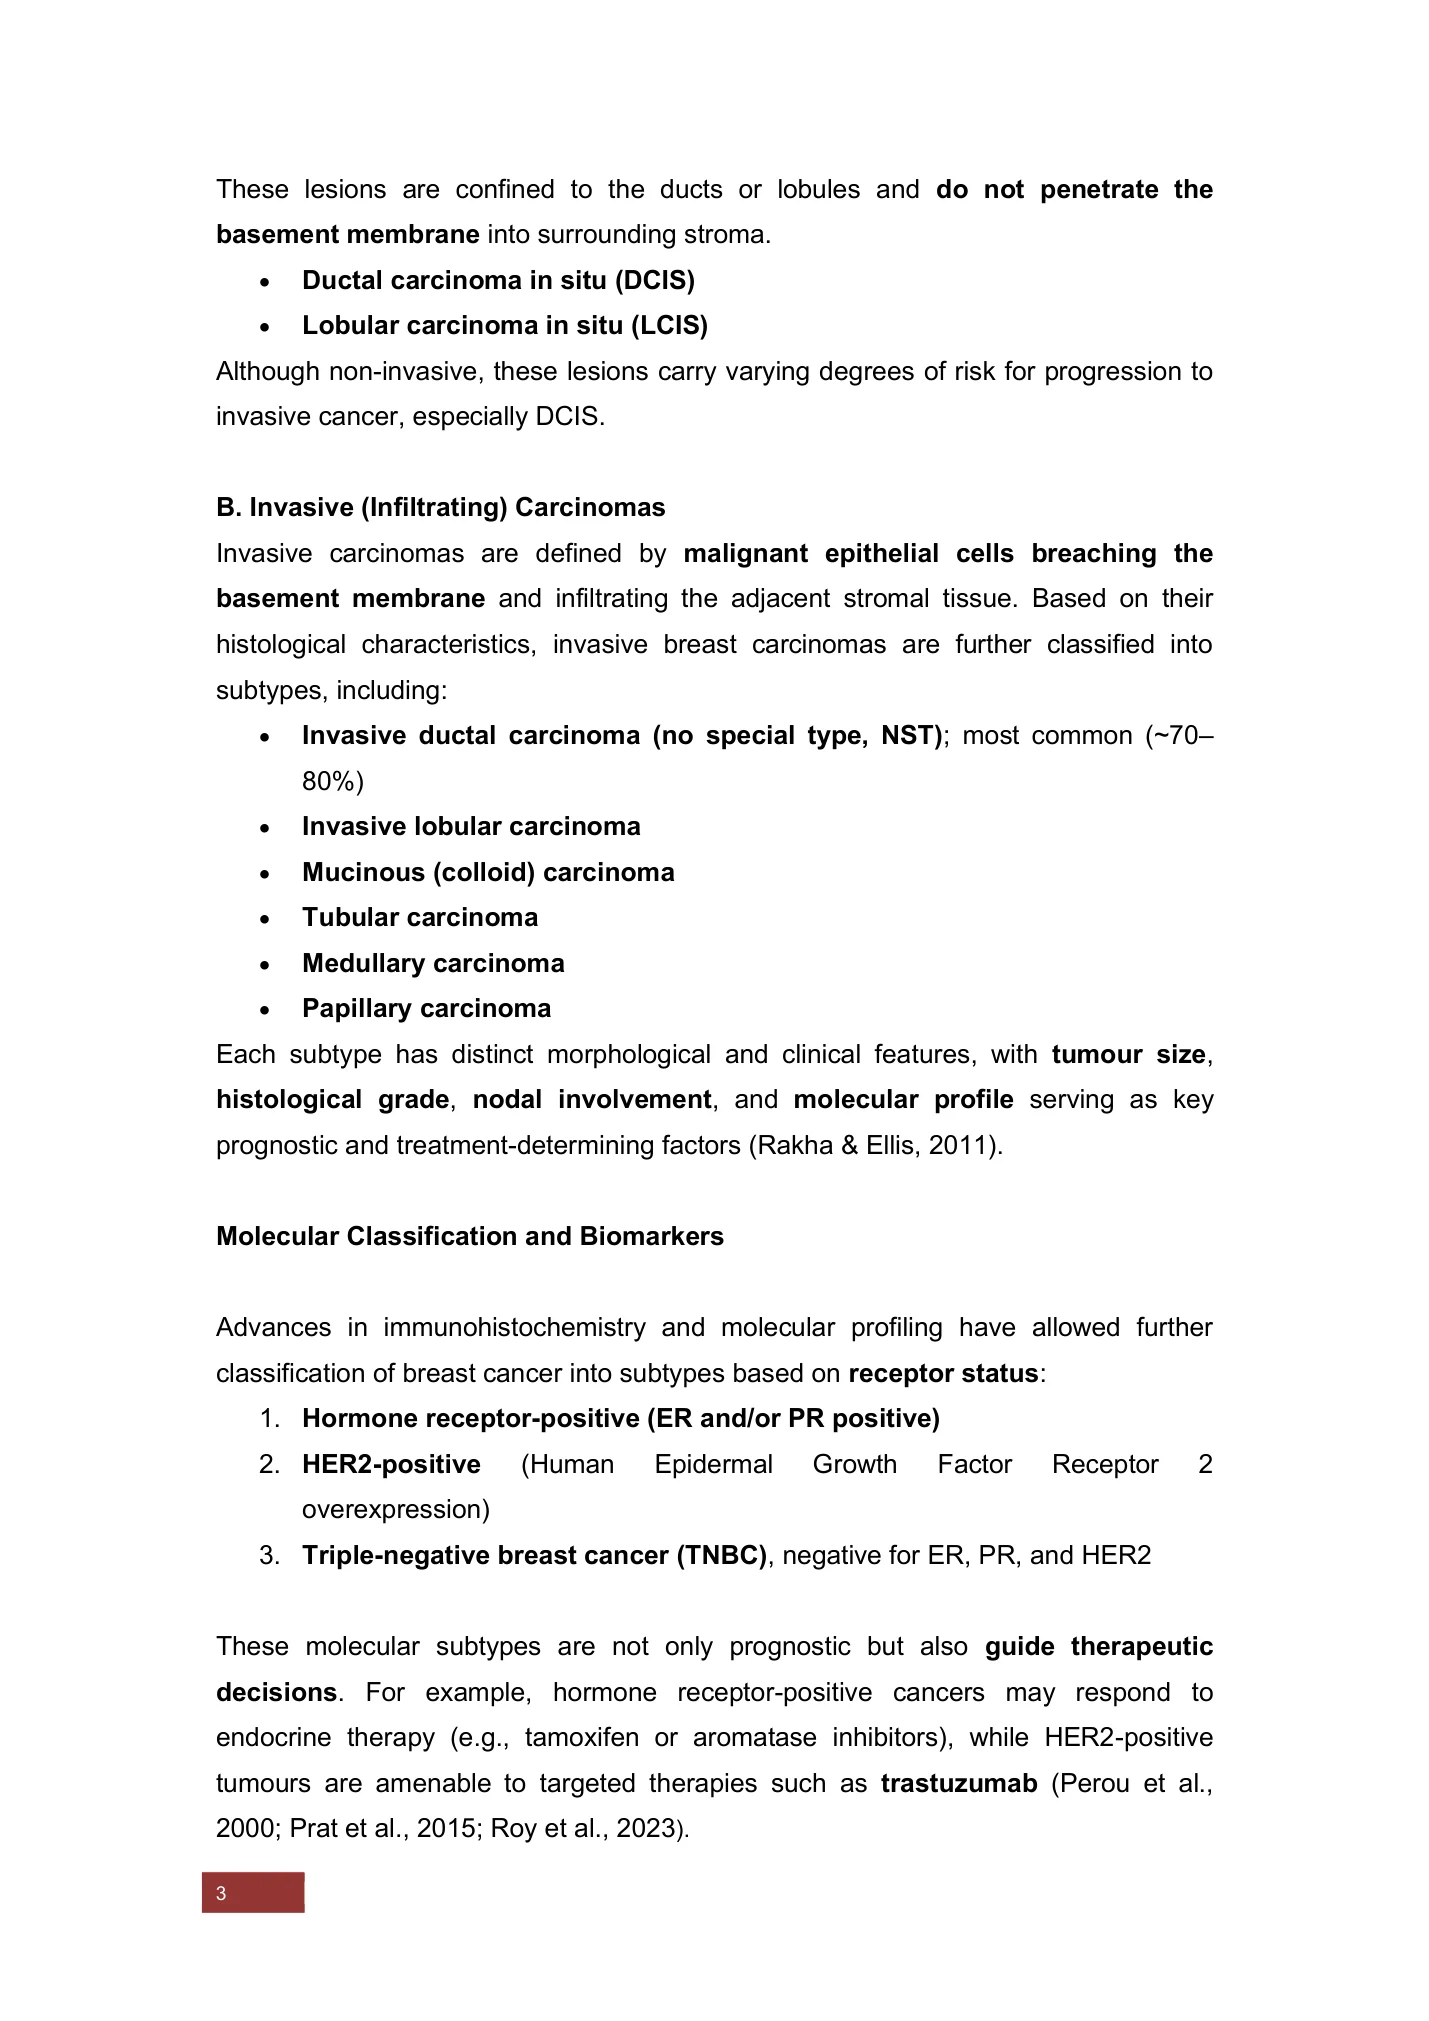 These lesions are confined to the ducts or lobules and do not penetrate the
basement membrane into surrounding stroma.
• Ductal carcinoma in situ (DCIS)
• Lobular carcinoma in situ (LCIS)
Although non-invasive, these lesions carry varying degrees of risk for progression to
invasive cancer, especially DCIS.
B. Invasive (Infiltrating) Carcinomas
Invasive carcinomas are defined by malignant epithelial cells breaching the
basement membrane and infiltrating the adjacent stromal tissue. Based on their
histological characteristics, invasive breast carcinomas are further classified into
subtypes, including:
• Invasive ductal carcinoma (no special type, NST); most common (~70–
80%)
• Invasive lobular carcinoma
• Mucinous (colloid) carcinoma
• Tubular carcinoma
• Medullary carcinoma
• Papillary carcinoma
Each subtype has distinct morphological and clinical features, with tumour size,
histological grade, nodal involvement, and molecular profile serving as key
prognostic and treatment-determining factors (Rakha & Ellis, 2011).
Molecular Classification and Biomarkers
Advances in immunohistochemistry and molecular profiling have allowed further
classification of breast cancer into subtypes based on receptor status:
1. Hormone receptor-positive (ER and/or PR positive)
2. HER2-positive (Human Epidermal Growth Factor Receptor 2
overexpression)
3. Triple-negative breast cancer (TNBC), negative for ER, PR, and HER2
These molecular subtypes are not only prognostic but also guide therapeutic
decisions. For example, hormone receptor-positive cancers may respond to
endocrine therapy (e.g., tamoxifen or aromatase inhibitors), while HER2-positive
tumours are amenable to targeted therapies such as trastuzumab (Perou et al.,
2000; Prat et al., 2015; Roy et al., 2023).
3